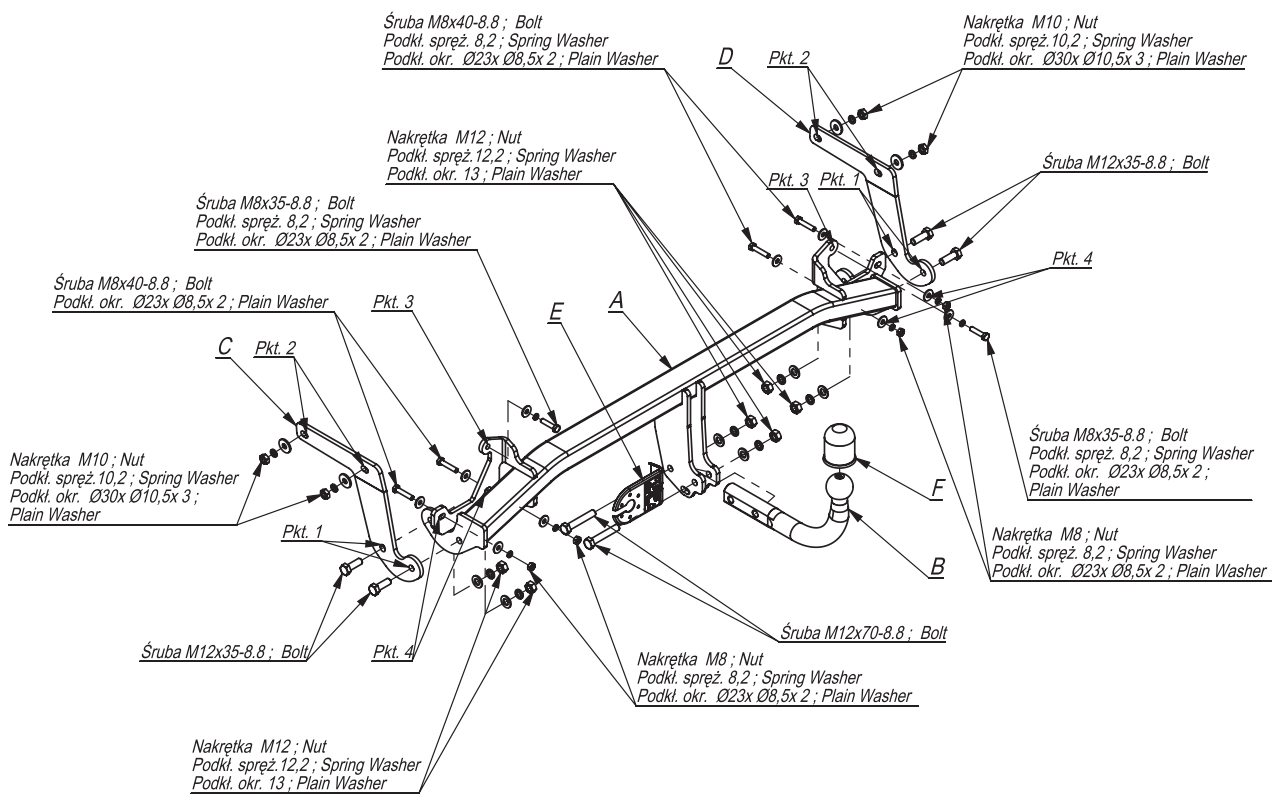 Śruba M8x40-8.8 ; Bolt
Podkł. spręż. 8,2 ; Spring Washer
Podkł. okr. Ø23x Ø8,5x 2 ; Plain Washer
Nakrętka M10 ; Nut
Podkł. spręż.10,2 ; Spring Washer
Podkł. okr. Ø30x Ø10,5x 3 ; Plain Washer
D
Pkt. 2
Nakrętka M12 ; Nut
Podkł. spręż.12,2 ; Spring Washer
Podkł. okr. 13 ; Plain Washer
Śruba M12x35-8.8 ; Bolt
Pkt. 3
Pkt. 1
Śruba M8x35-8.8 ; Bolt
Podkł. spręż. 8,2 ; Spring Washer
Podkł. okr. Ø23x Ø8,5x 2 ; Plain Washer
Pkt. 4
Śruba M8x40-8.8 ; Bolt
Podkł. okr. Ø23x Ø8,5x 2 ; Plain Washer
Pkt. 3
E
A
C
Pkt. 2
Nakrętka M10 ; Nut
Podkł. spręż.10,2 ; Spring Washer
Podkł. okr. Ø30x Ø10,5x 3 ;
Plain Washer
Śruba M8x35-8.8 ; Bolt
Podkł. spręż. 8,2 ; Spring Washer
Podkł. okr. Ø23x Ø8,5x 2 ;
Plain Washer
F
Pkt. 1
B
Nakrętka M8 ; Nut
Podkł. spręż. 8,2 ; Spring Washer
Podkł. okr. Ø23x Ø8,5x 2 ; Plain Washer
Śruba M12x35-8.8 ; Bolt
Pkt. 4
Śruba M12x70-8.8 ; Bolt
Nakrętka M8 ; Nut
Podkł. spręż. 8,2 ; Spring Washer
Podkł. okr. Ø23x Ø8,5x 2 ; Plain Washer
Nakrętka M12 ; Nut
Podkł. spręż.12,2 ; Spring Washer
Podkł. okr. 13 ; Plain Washer